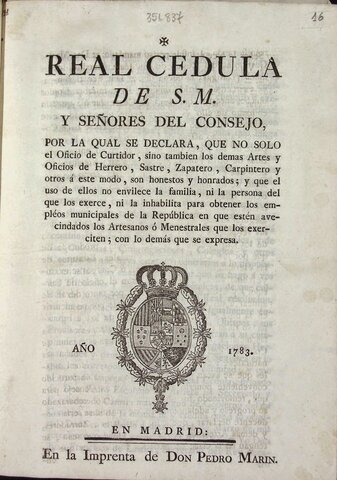 351.837
16
REAL CEDULA
DE S. M.
Y SEÑORES DEL CONSEJO,
POR LA QUAL SE DECLARA, QUE NO SOLO
el Oficio de Curtidor, sino tambien los demas Artes y
Oficios de Herrero, Sastre, Zapatero, Carpintero y
otros á este modo, son honestos y honrados; y que el
uso de ellos no envilece la familia, ni la persona del
que los exerce, ni la inhabilita para obtener los em-
pléos municipales de la República en que estén ave-
cindados los Artesanos ó Menestrales que los exer-
citen; con lo demás que se expresa.
AÑO 1783.
EN MADRID:
En la Imprenta de DON PEDRO MARIN.